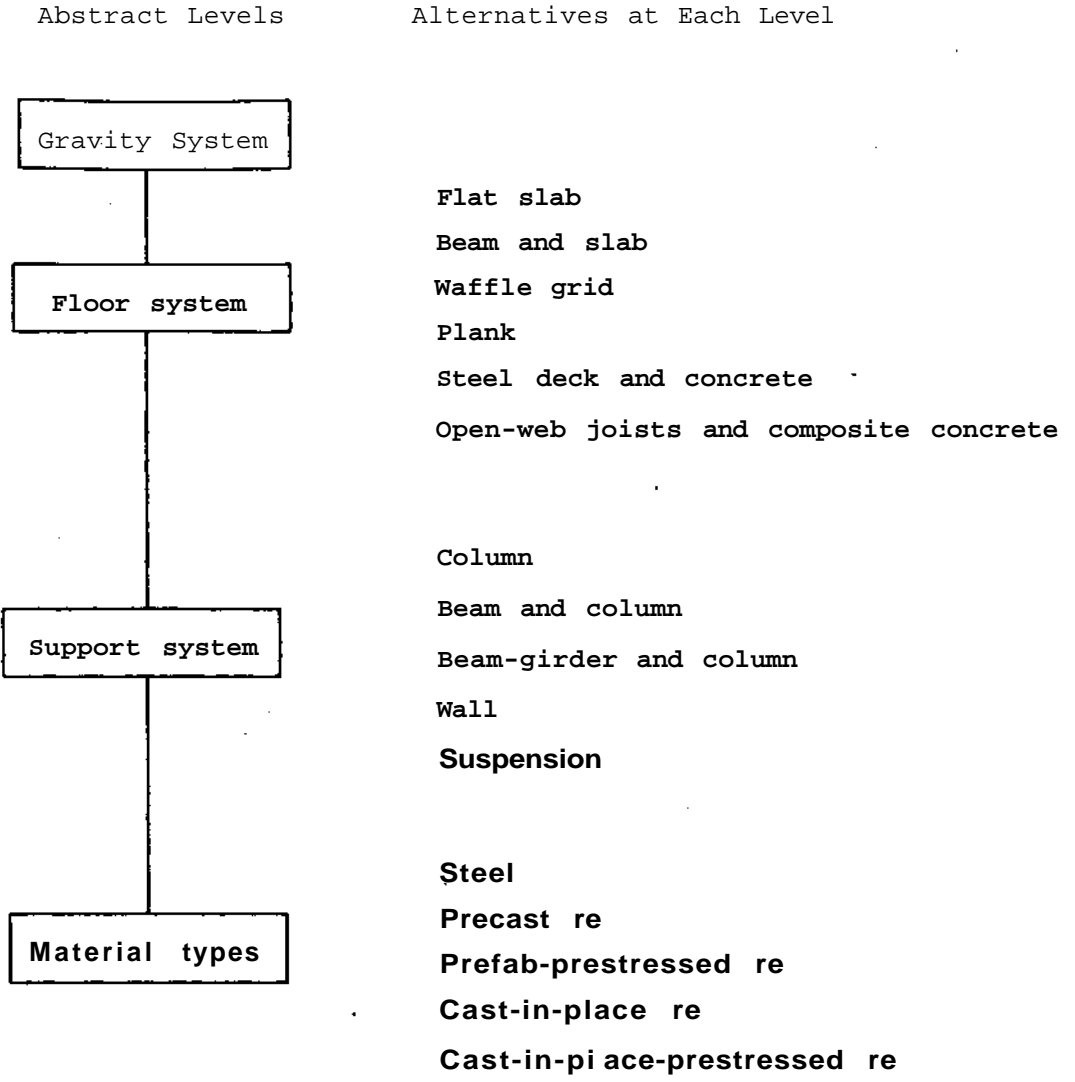 Abstract Levels Alternatives at Each Level
Gravity System
Flat slab
Beam and slab
Waffle grid
Floor system
Plank
Steel deck and concrete
Open-web joists and composite concrete
Column
Beam and column
Support system
Beam-girder and column
Wall
Suspension
Steel
Precast re
Material types
Prefab-prestressed re
Cast-in-place re
Cast-in-pi ace-prestressed re